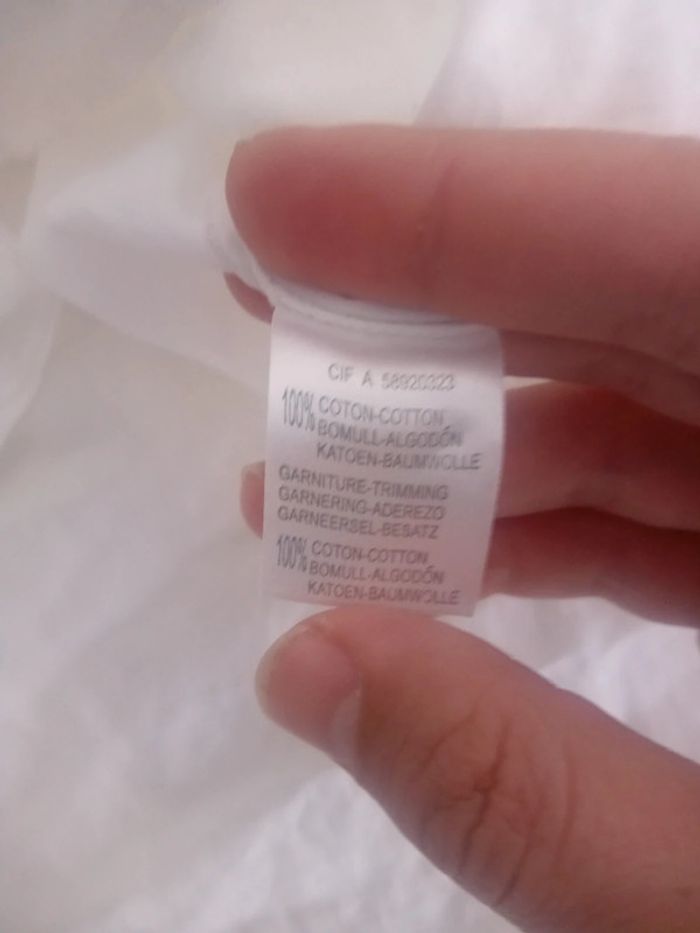 CIF A 58920323
100% COTON-COTTON
BOMULL-ALGODÓN
KATOEN-BAUMWOLLE
GARNITURE-TRIMMING
GARNERING-ADEREZO
GARNEERSEL-BESATZ
100% COTON-COTTON
BOMULL-ALGODÓN
KATOEN-BAUMWOLLE